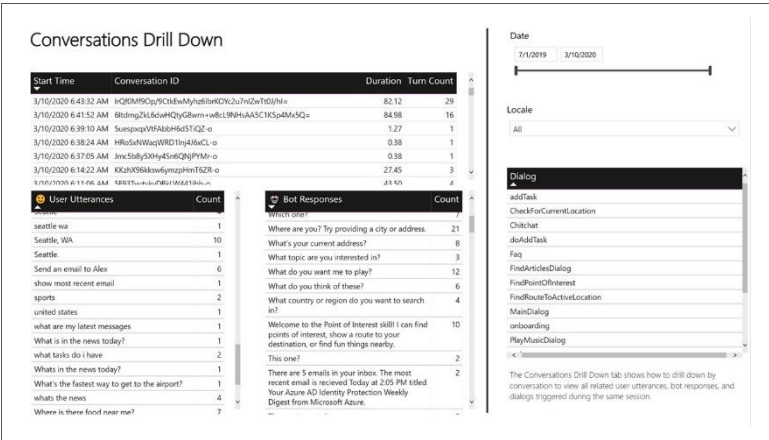 Conversations Drill Down
Start Time Conversation ID Duration Turn Count
3/10/2020 6:43:32 AM 82.12 29
3/10/2020 6:41:52 AM 84.98 16
3/10/2020 6:39:10 AM 1.27 1
3/10/2020 6:38:24 AM 0.38 1
3/10/2020 6:37:05 AM 0.38 1
3/10/2020 6:14:22 AM 27.45 3
3/10/2020 6:11:06 AM 43.50 4
User Utterances Count
Seattle 4
seattle wa 1
Seattle, WA 10
Seattle. 1
Send an email to Alex 6
show most recent email 1
sports 2
united states 1
what are my latest messages 1
What is in the news today? 1
what tasks do i have 2
Whats in the news today? 1
What's the fastest way to get to the airport? 1
whats the news 4
Where is there food near me? 7
Bot Responses Count
Which one? 7
Where are you? Try providing a city or address. 21
What's your current address? 8
What topic are you interested in? 3
What do you want me to play? 12
What do you think of these? 6
What country or region do you want to search 4
in?
Welcome to the Point of Interest skill! I can find 10
points of interest, show a route to your
destination, or find fun things nearby.
This one? 2
There are 5 emails in your inbox. The most 2
recent email is recieved Today at 2:05 PM titled
Your Azure AD Identity Protection Weekly
Digest from Microsoft Azure.
Date
7/1/2019 3/10/2020
Locale
All
Dialog
addTask
CheckForCurrentLocation
Chitchat
doAddTask
Faq
FindArticlesDialog
FindPointOfInterest
FindRouteToActiveLocation
MainDialog
onboarding
PlayMusicDialog
The Conversations Drill Down tab shows how to drill down by
conversation to view all related user utterances, bot responses, and
dialogs triggered during the same session.